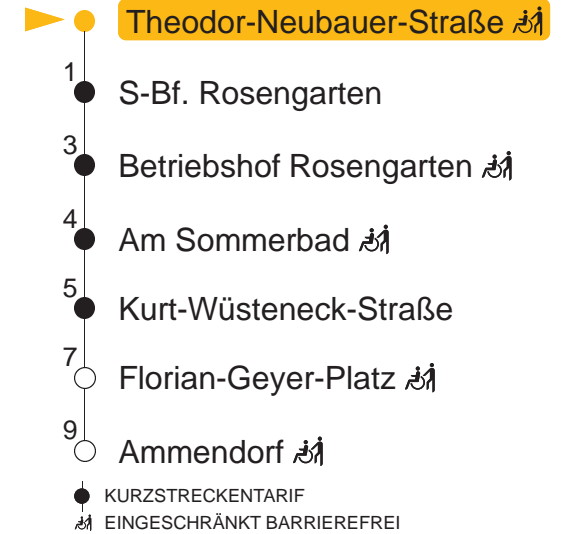 Theodor-Neubauer-Straße
1
S-Bf. Rosengarten
3
Betriebshof Rosengarten
4
Am Sommerbad
5
Kurt-Wüsteneck-Straße
7
Florian-Geyer-Platz
9
Ammendorf
KURZSTRECKENTARIF
EINGESCHRÄNKT BARRIEREFREI